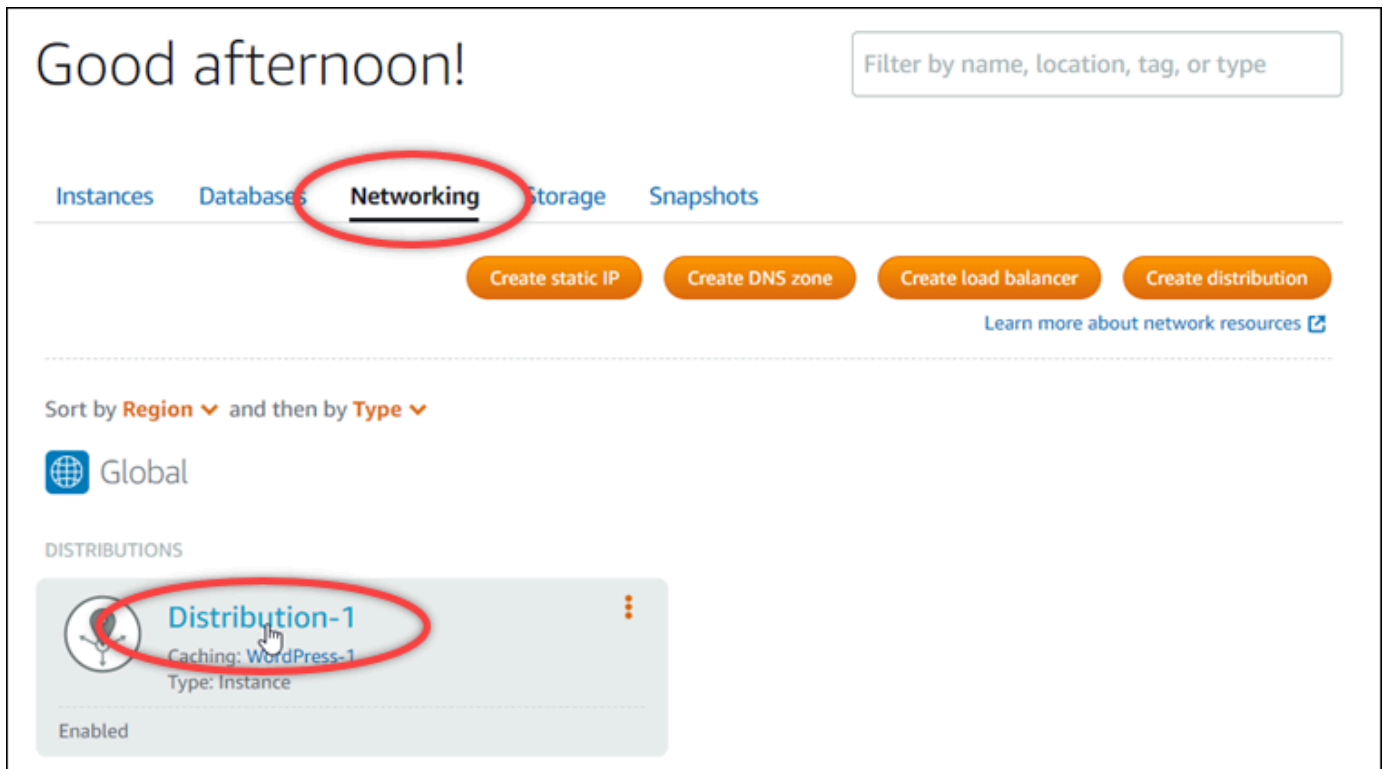 Good afternoon!
Filter by name, location, tag, or type
Instances Databases Networking Storage Snapshots
Create static IP Create DNS zone Create load balancer Create distribution
Learn more about network resources
Sort by Region and then by Type
Global
DISTRIBUTIONS
Distribution-1
Caching: WordPress-1
Type: Instance
Enabled